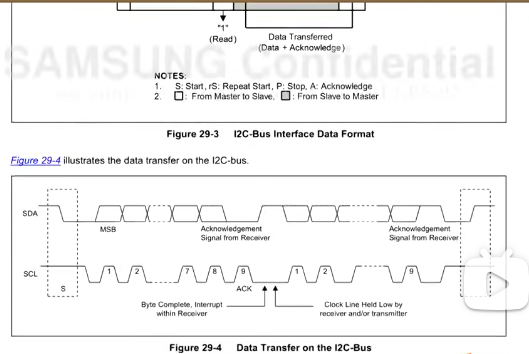 "1"
(Read)
Data Transferred
(Data + Acknowledge)
SAMSUNG Confidential
NOTES:
1. S: Start, rS: Repeat Start, P: Stop, A: Acknowledge
2. : From Master to Slave, : From Slave to Master
Figure 29-3 I2C-Bus Interface Data Format
Figure 29-4 illustrates the data transfer on the I2C-bus.
SDA
MSB
Acknowledgement
Signal from Receiver
Acknowledgement
Signal from Receiver
SCL
S
1 2 7 8 9 1 2 9
ACK
Byte Complete, Interrupt
within Receiver
Clock Line Held Low by
receiver and/or transmitter
Figure 29-4 Data Transfer on the I2C-Bus